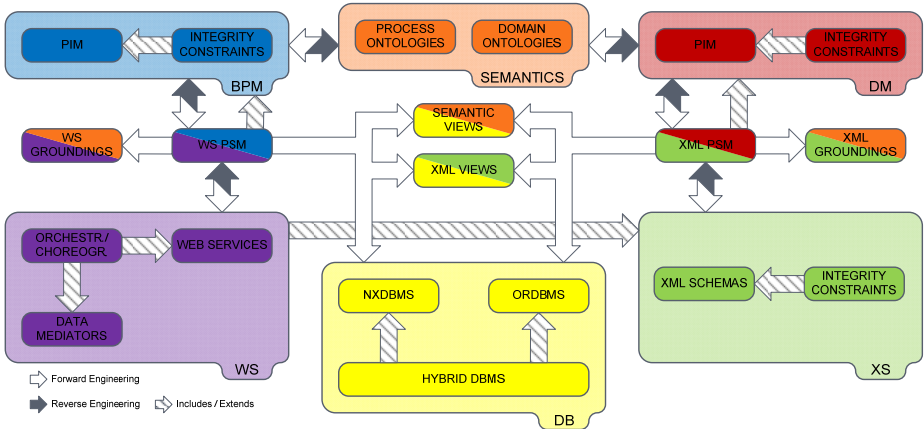 PIM
INTEGRITY
CONSTRAINTS
BPM
PROCESS
ONTOLOGIES
DOMAIN
ONTOLOGIES
SEMANTICS
PIM
INTEGRITY
CONSTRAINTS
DM
WS
GROUNDINGS
WS PSM
SEMANTIC
VIEWS
XML VIEWS
XML PSM
XML
GROUNDINGS
ORCHESTR./
CHOREOGR.
WEB SERVICES
DATA
MEDIATORS
WS
NXDBMS
ORDBMS
HYBRID DBMS
DB
XML SCHEMAS
INTEGRITY
CONSTRAINTS
XS
Forward Engineering
Reverse Engineering
Includes / Extends